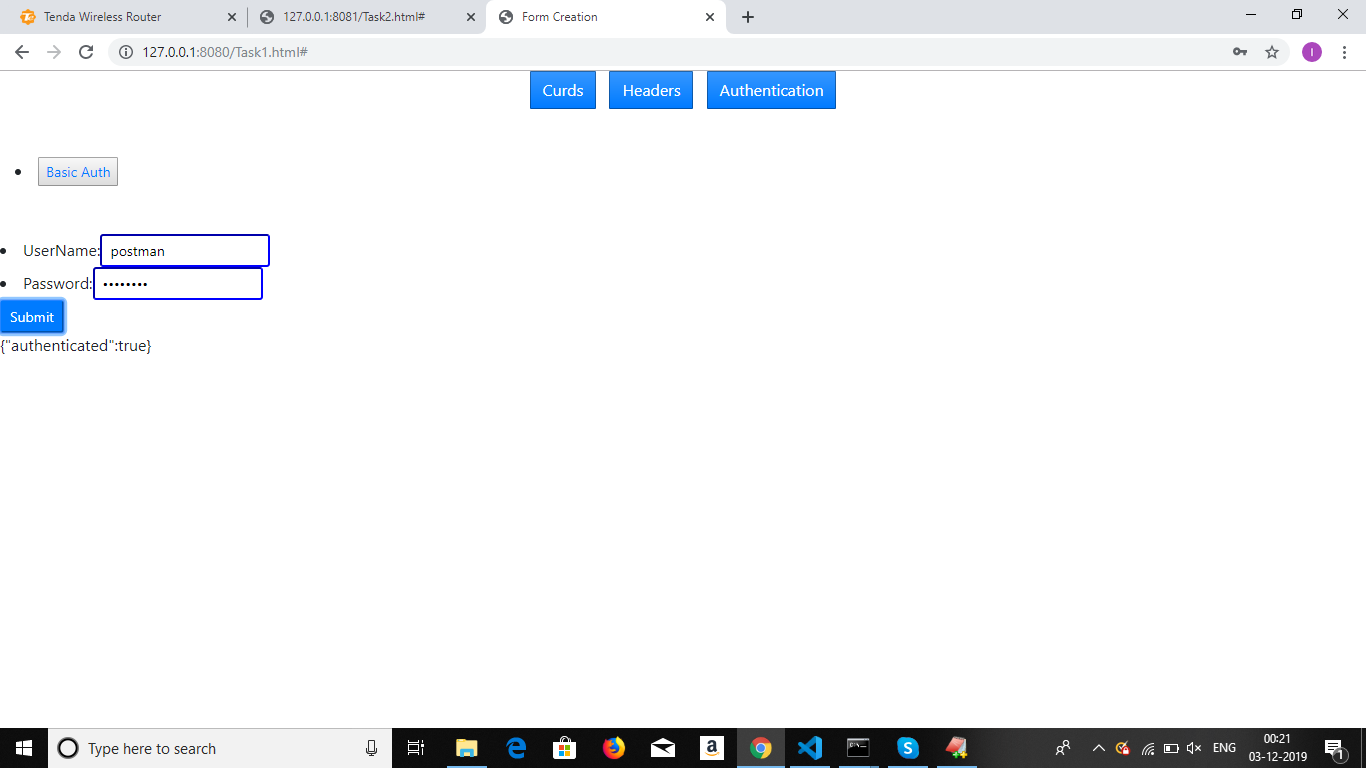 Tenda Wireless Router
127.0.0.1:8081/Task2.html#
Form Creation
127.0.0.1:8080/Task1.html#
I
Curds Headers Authentication
Basic Auth
UserName: postman
Password: ••••••••
Submit
{"authenticated":true}
Type here to search
a
ENG
00:21
03-12-2019
1